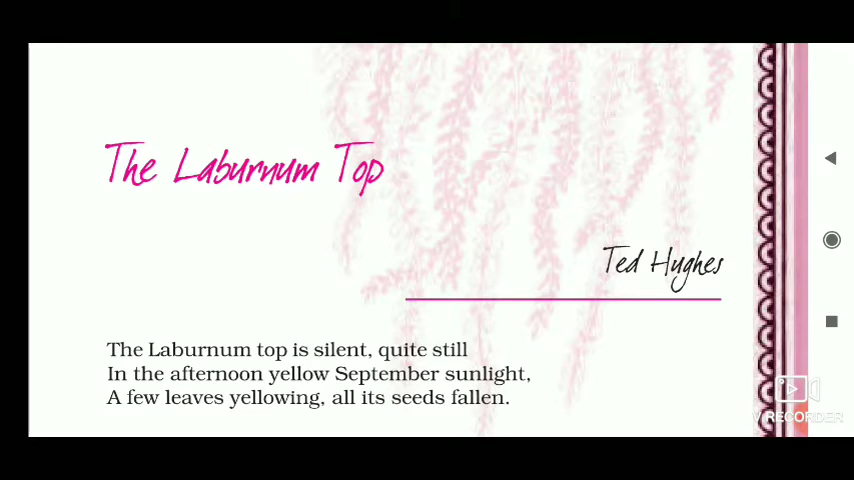 The Laburnum Top
Ted Hughes
The Laburnum top is silent, quite still
In the afternoon yellow September sunlight,
A few leaves yellowing, all its seeds fallen.
V RECORDER